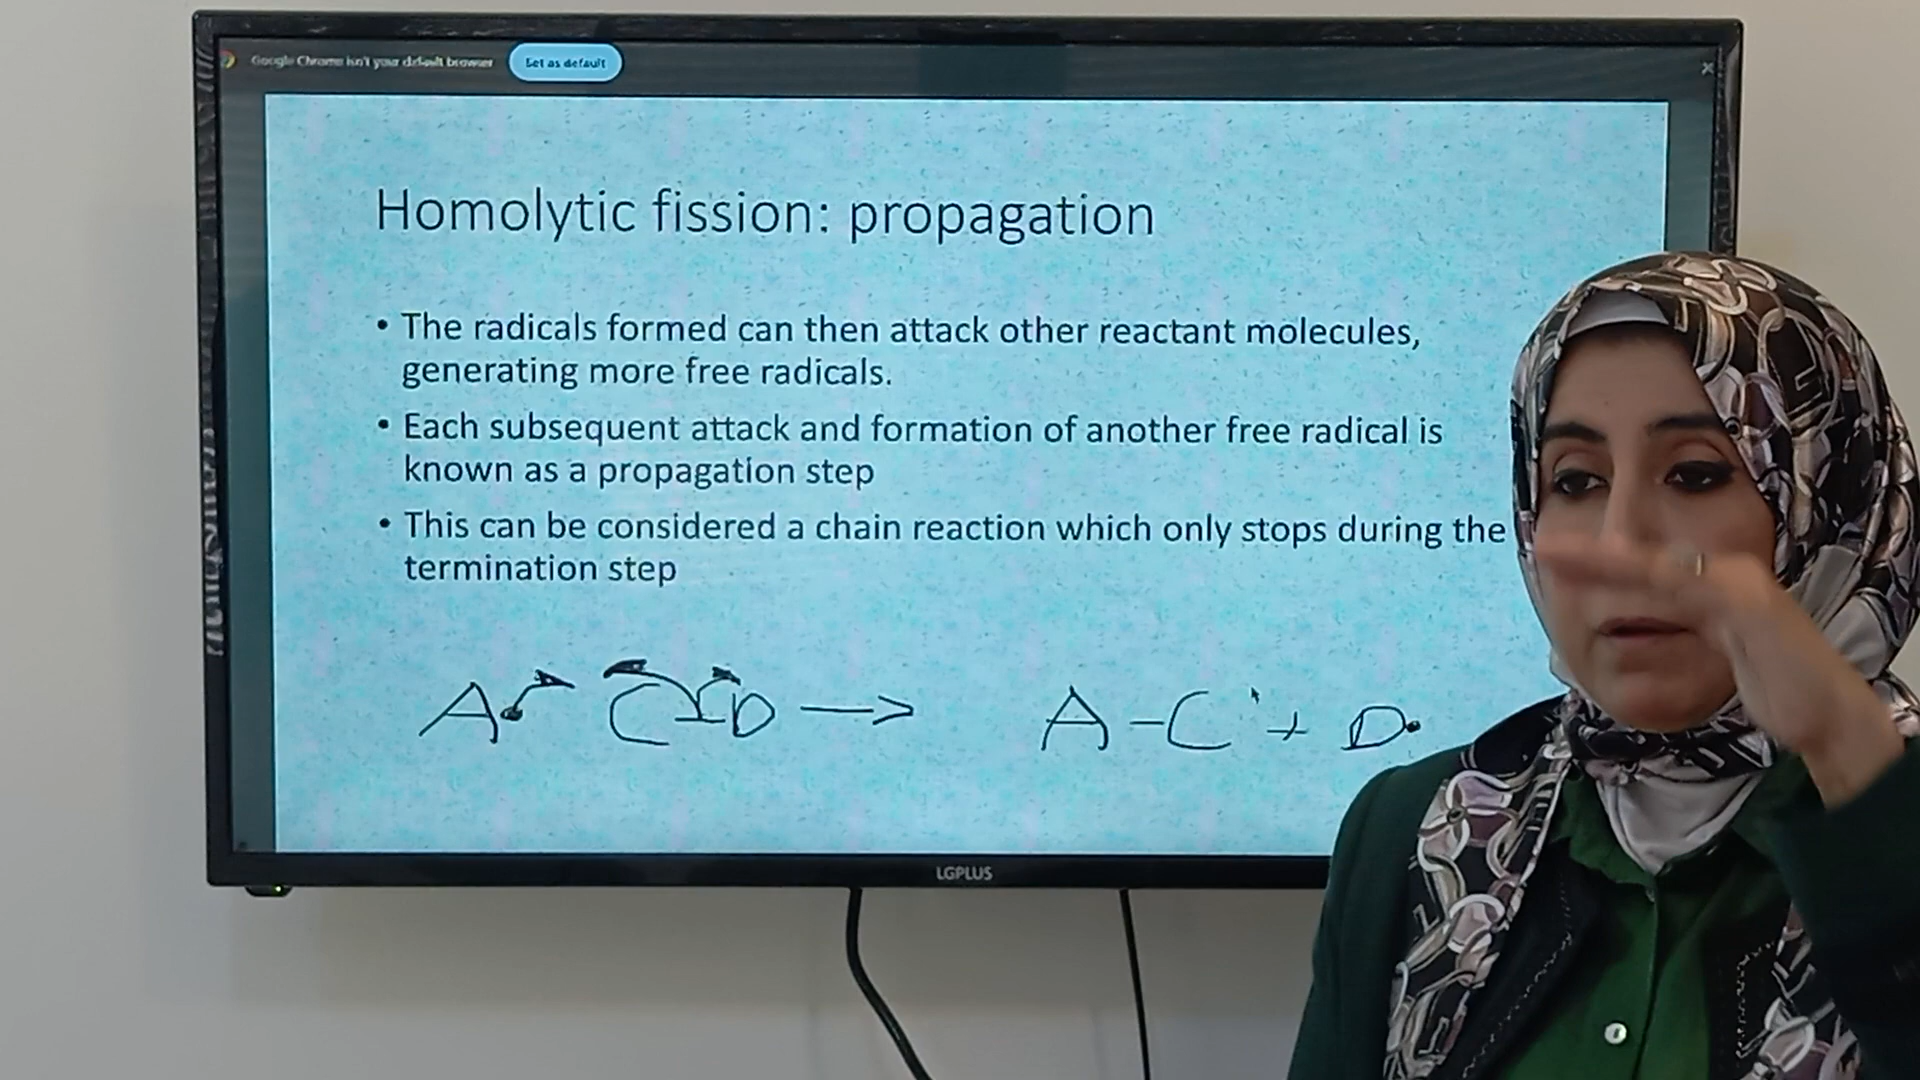 Google Chrome isn't your default browser
Set as default
Homolytic fission: propagation
• The radicals formed can then attack other reactant molecules,
generating more free radicals.
• Each subsequent attack and formation of another free radical is
known as a propagation step
• This can be considered a chain reaction which only stops during the
termination step
A• C-D → A-C + D•
LGPLUS